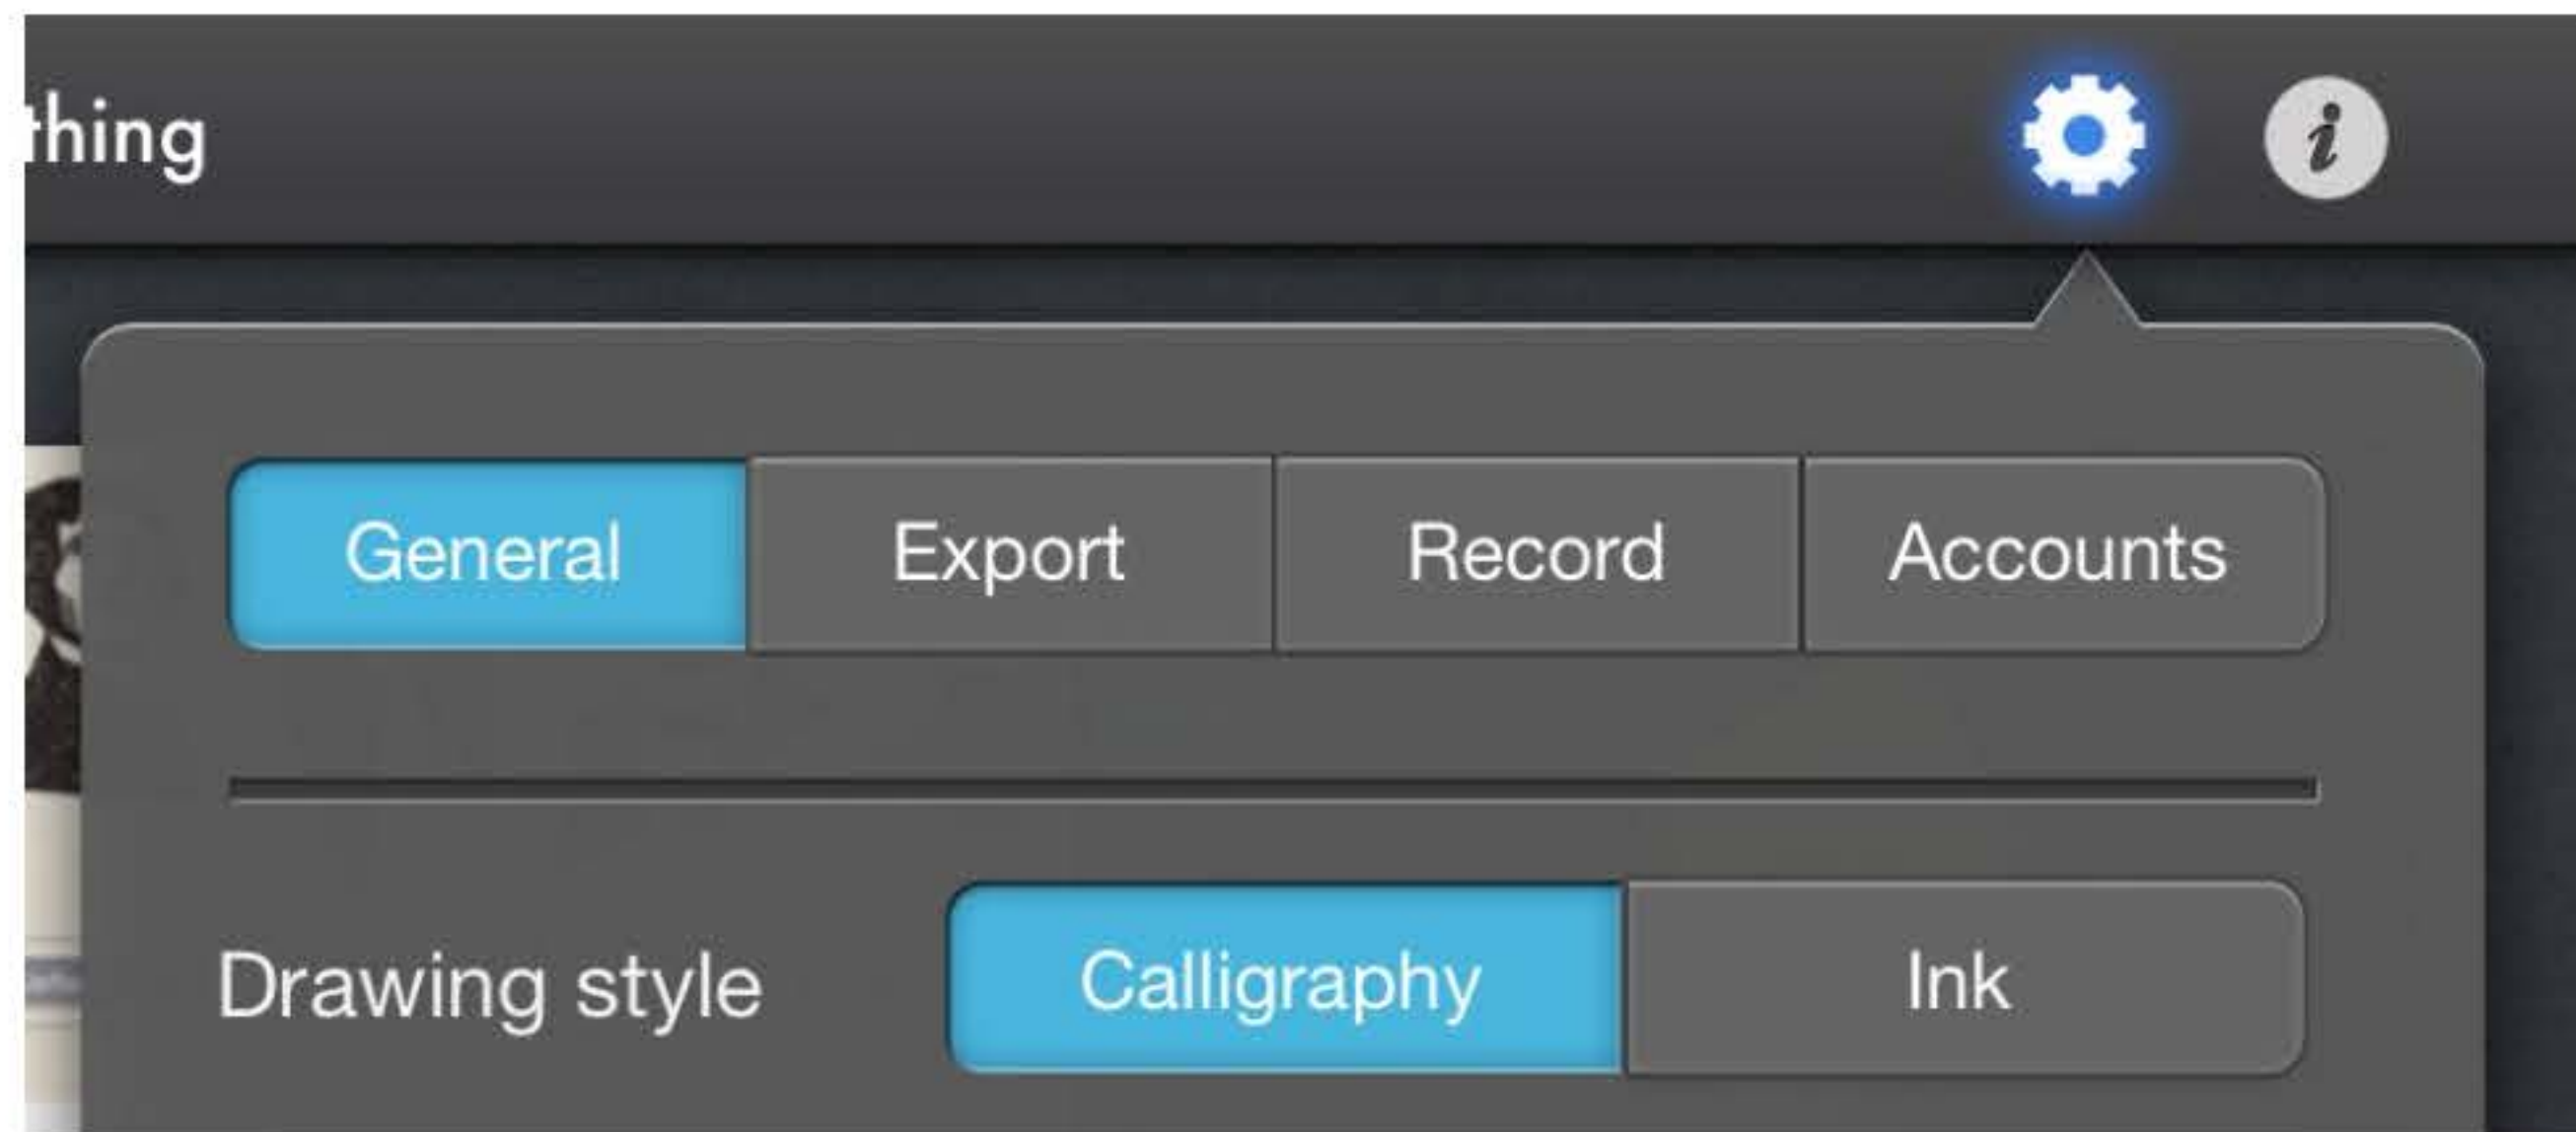 thing
General Export Record Accounts
Drawing style Calligraphy Ink